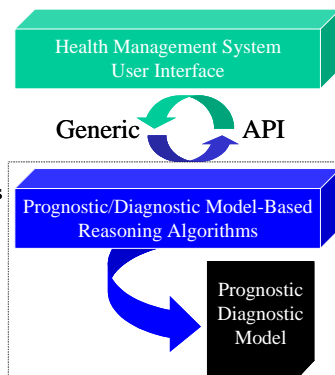 Health Management System
User Interface
Generic API
s
Prognostic/Diagnostic Model-Based
Reasoning Algorithms
Prognostic
Diagnostic
Model